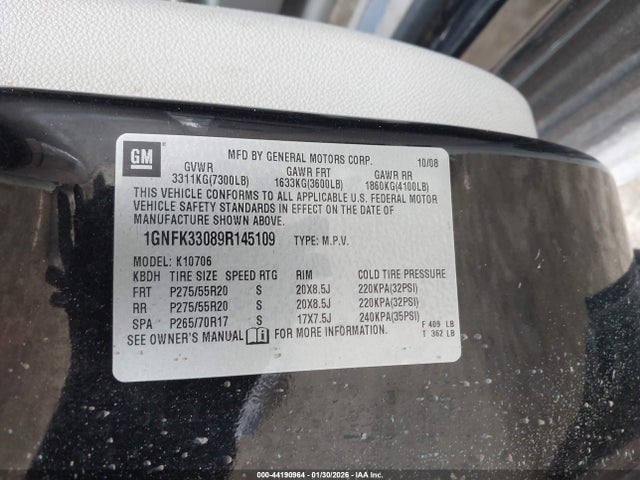 GM
MFD BY GENERAL MOTORS CORP. 10/08
GVWR GAWR FRT GAWR RR
3311KG(7300LB) 1633KG(3600LB) 1860KG(4100LB)
THIS VEHICLE CONFORMS TO ALL APPLICABLE U.S. FEDERAL MOTOR
VEHICLE SAFETY STANDARDS IN EFFECT ON THE DATE OF
MANUFACTURE SHOWN ABOVE.
1GNFK33089R145109 TYPE: M.P.V.
MODEL: K10706
KBDH TIRE SIZE SPEED RTG RIM COLD TIRE PRESSURE
FRT P275/55R20 S 20X8.5J 220KPA(32PSI)
RR P275/55R20 S 20X8.5J 220KPA(32PSI)
SPA P265/70R17 S 17X7.5J 240KPA(35PSI)
SEE OWNER'S MANUAL FOR MORE INFORMATION.
F 409 LB
T 362 LB
000-44190964 - 01/30/2026 - IAA Inc.